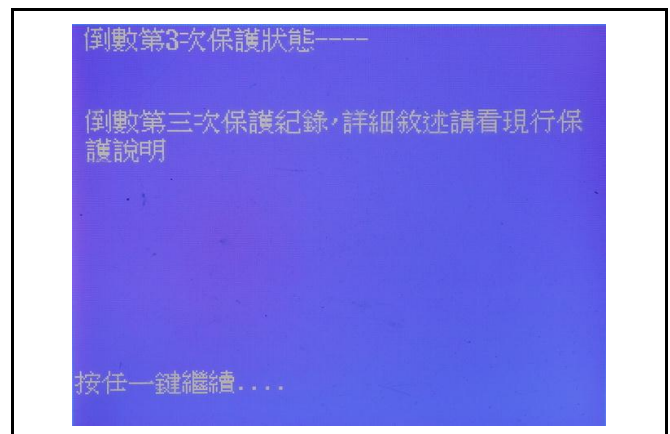 倒數第3次保護狀態----
倒數第三次保護紀錄,詳細敘述請看現行保
護說明
按任一鍵繼續....